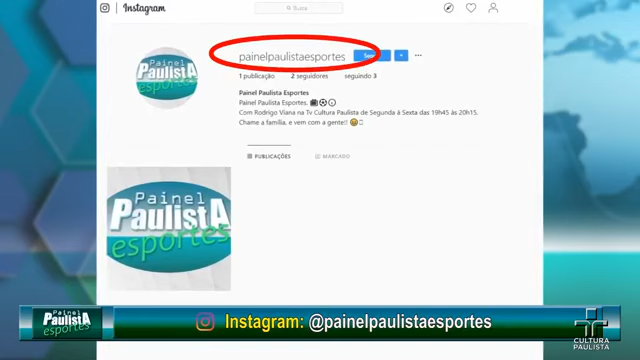 Instagram
Busca
painelpaulistaesportes
1 publicação 2 seguidores seguindo 3
Painel Paulista Esportes
Painel Paulista Esportes.
Com Rodrigo Viana na Tv Cultura Paulista de Segunda à Sexta das 19h45 às 20h15.
Chame a família, e vem com a gente!!
PUBLICAÇÕES MARCADO
Painel
PaulistA
esportes
Painel
PaulistA
esportes
Painel
PaulistA
esportes
Instagram: @painelpaulistaesportes
CULTURA
PAULISTA